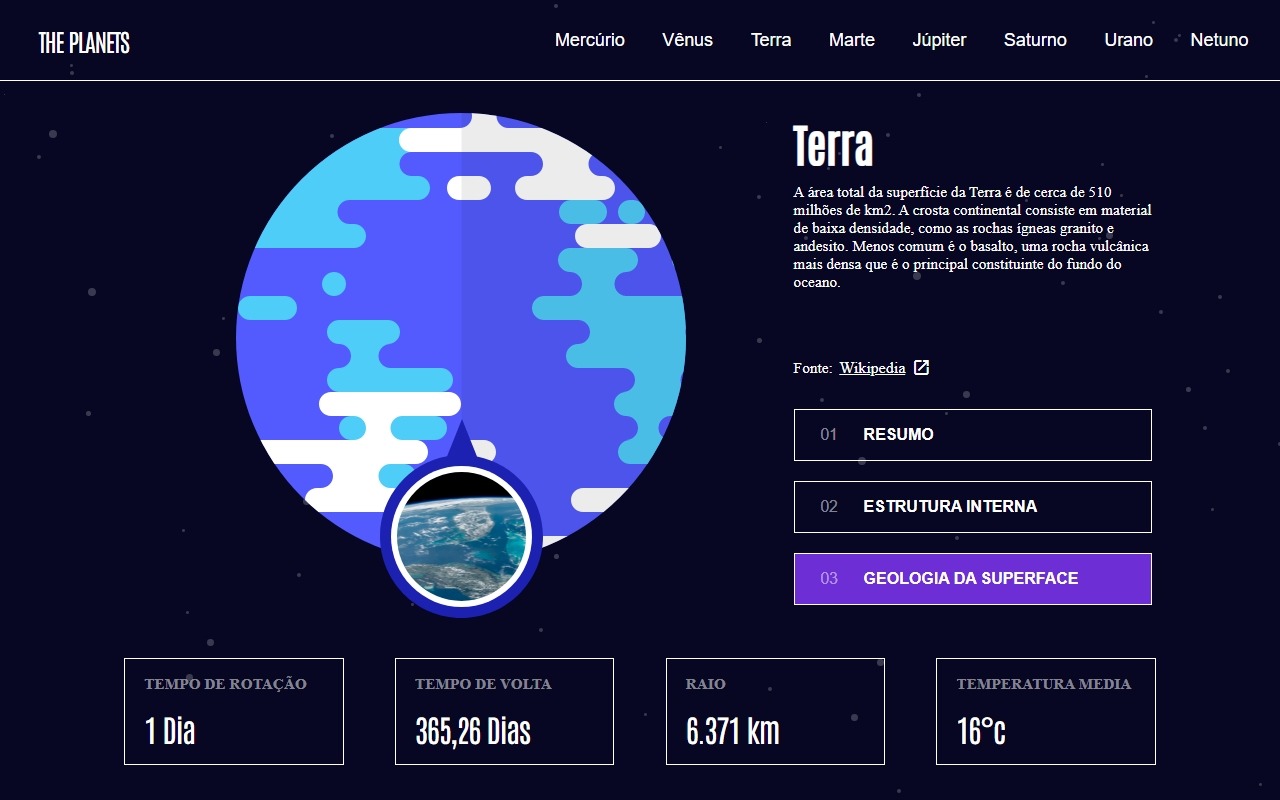 THE PLANETS
Mercúrio Vênus Terra Marte Júpiter Saturno Urano Netuno
Terra
A área total da superfície da Terra é de cerca de 510
milhões de km2. A crosta continental consiste em material
de baixa densidade, como as rochas ígneas granito e
andesito. Menos comum é o basalto, uma rocha vulcânica
mais densa que é o principal constituinte do fundo do
oceano.
Fonte: Wikipedia
01 RESUMO
02 ESTRUTURA INTERNA
03 GEOLOGIA DA SUPERFACE
TEMPO DE ROTAÇÃO
1 Dia
TEMPO DE VOLTA
365,26 Dias
RAIO
6.371 km
TEMPERATURA MEDIA
16°c